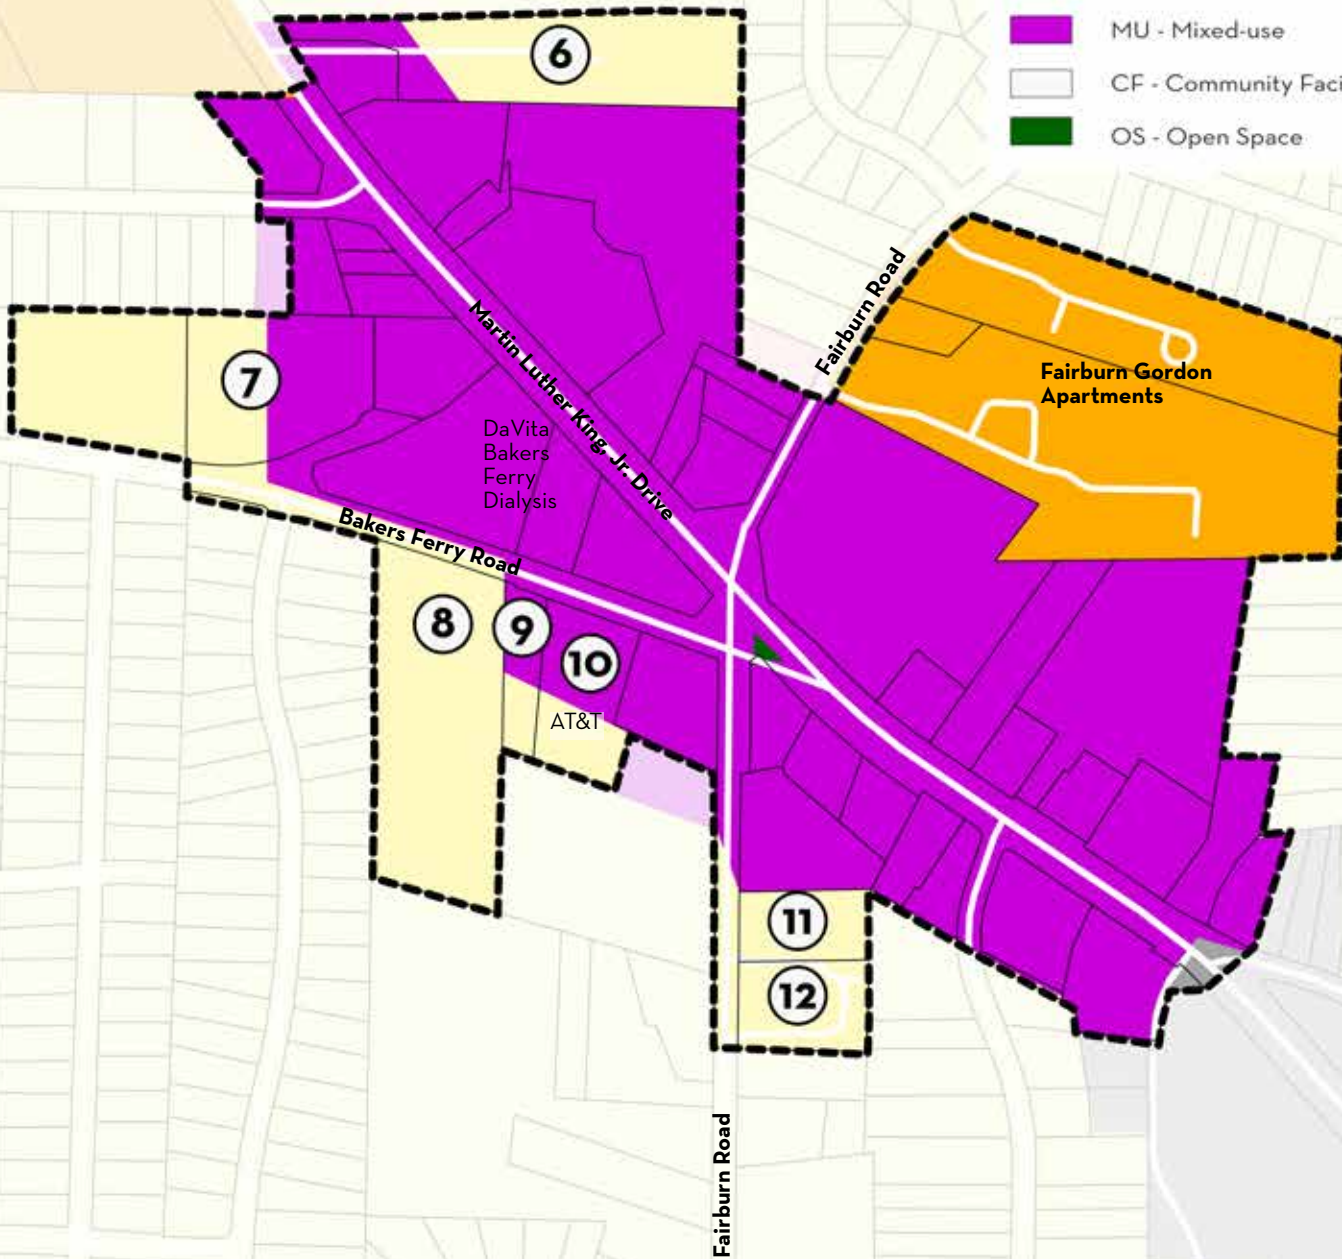 MU - Mixed-use
CF - Community Faci
OS - Open Space
6
Fairburn Road
Martin Luther King, Jr. Drive
Fairburn Gordon
Apartments
7
DaVita
Bakers
Ferry
Dialysis
Bakers Ferry Road
8
9
10
AT&T
11
12
Fairburn Road